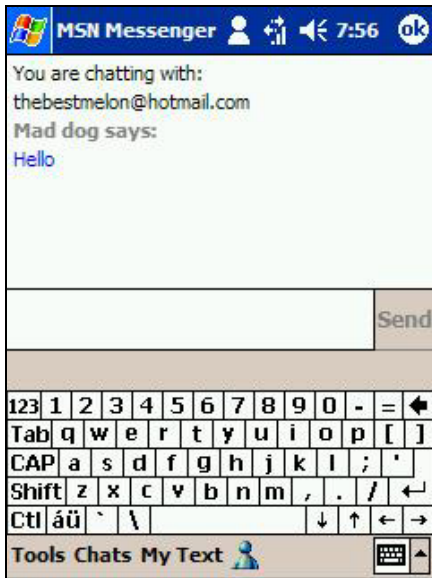 MSN Messenger 7:56 ok
You are chatting with:
thebestmelon@hotmail.com
Mad dog says:
Hello
Send
123 1 2 3 4 5 6 7 8 9 0 - =
Tab q w e r t y u i o p [ ]
CAP a s d f g h j k l ; '
Shift z x c v b n m , . /
Ctl áü ` \
Tools Chats My Text